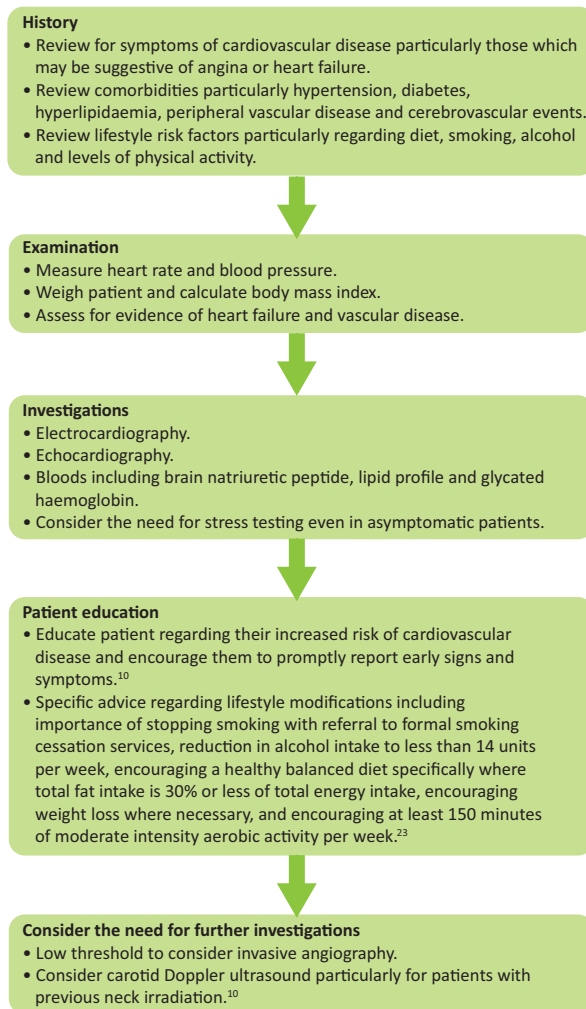 History
• Review for symptoms of cardiovascular disease particularly those which
may be suggestive of angina or heart failure.
• Review comorbidities particularly hypertension, diabetes,
hyperlipidaemia, peripheral vascular disease and cerebrovascular events.
• Review lifestyle risk factors particularly regarding diet, smoking, alcohol
and levels of physical activity.
Examination
• Measure heart rate and blood pressure.
• Weigh patient and calculate body mass index.
• Assess for evidence of heart failure and vascular disease.
Investigations
• Electrocardiography.
• Echocardiography.
• Bloods including brain natriuretic peptide, lipid profile and glycated
haemoglobin.
• Consider the need for stress testing even in asymptomatic patients.
Patient education
• Educate patient regarding their increased risk of cardiovascular
disease and encourage them to promptly report early signs and
symptoms.¹⁰
• Specific advice regarding lifestyle modifications including
importance of stopping smoking with referral to formal smoking
cessation services, reduction in alcohol intake to less than 14 units
per week, encouraging a healthy balanced diet specifically where
total fat intake is 30% or less of total energy intake, encouraging
weight loss where necessary, and encouraging at least 150 minutes
of moderate intensity aerobic activity per week.²³
Consider the need for further investigations
• Low threshold to consider invasive angiography.
• Consider carotid Doppler ultrasound particularly for patients with
previous neck irradiation.¹⁰